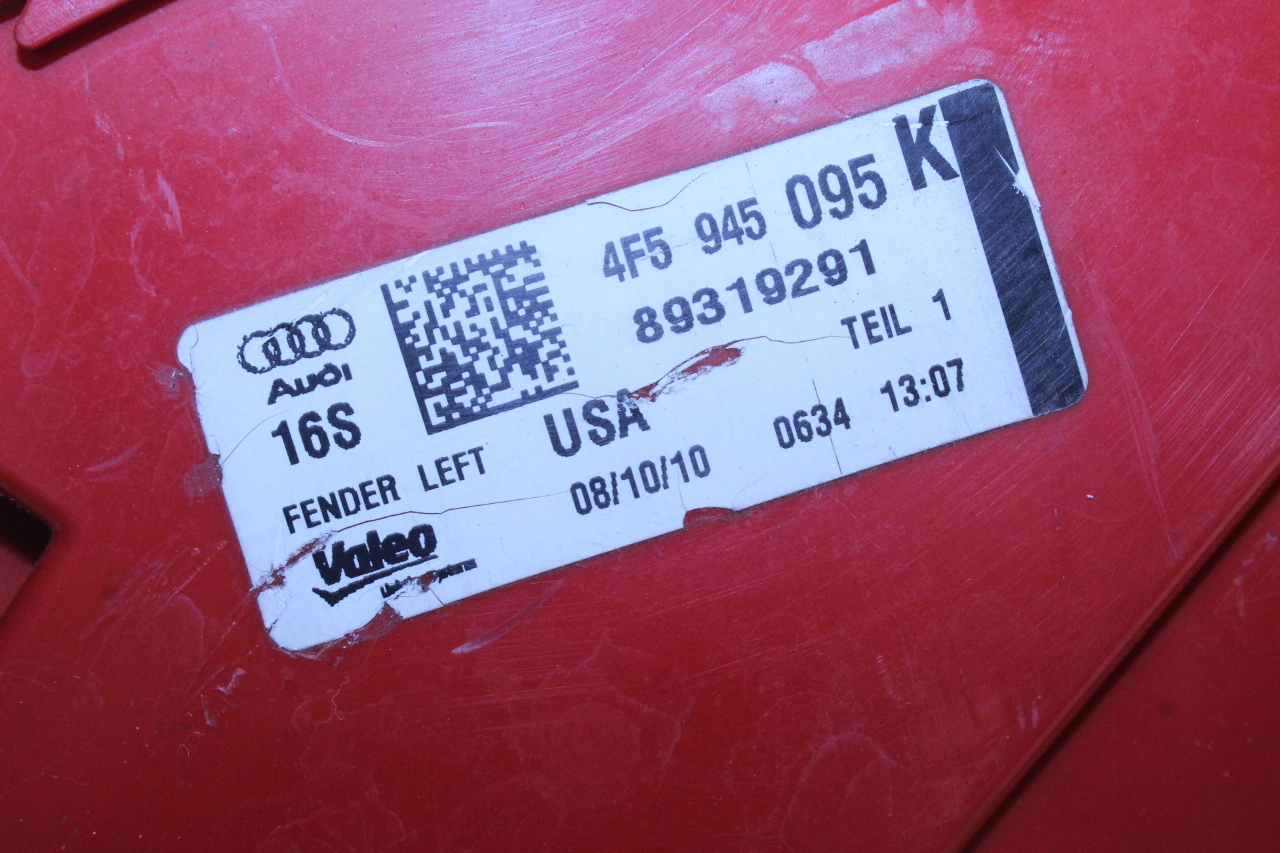 4F5 945 095 K
89319291
TEIL 1
Audi
16S
USA
FENDER LEFT
08/10/10 0634 13:07
Valeo